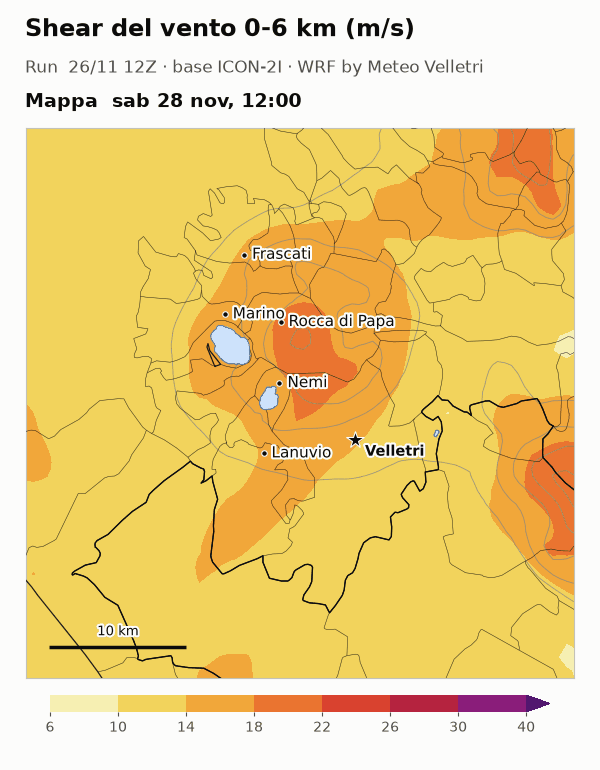 Shear del vento 0-6 km (m/s)
Run  26/11 12Z · base ICON-2I · WRF by Meteo Velletri
Mappa  sab 28 nov, 12:00
Frascati
Marino
Rocca di Papa
Nemi
Velletri
Lanuvio
10 km
6 10 14 18 22 26 30 40